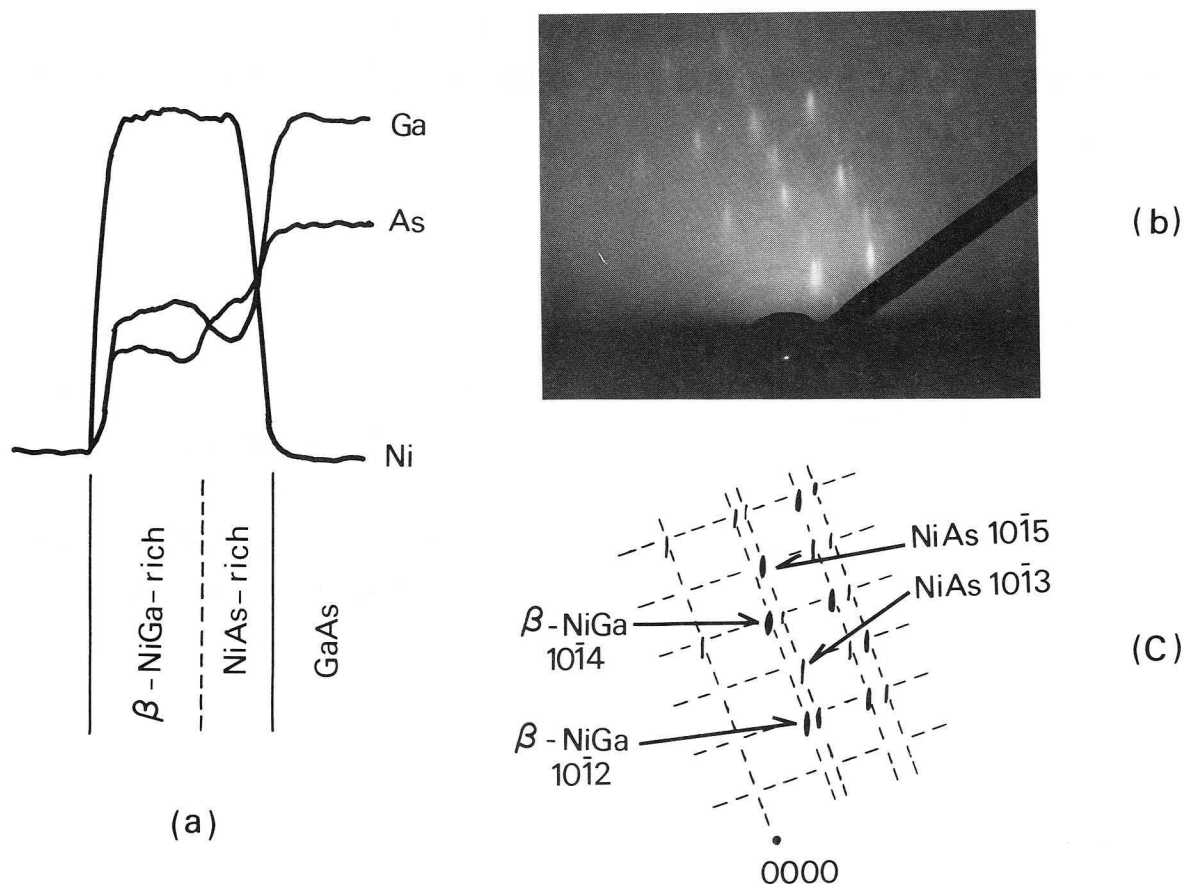 Ga
As
Ni
β-NiGa-rich
NiAs-rich
GaAs
(a)
(b)
NiAs 101̄5
NiAs 101̄3
β-NiGa
101̄4
β-NiGa
101̄2
0000
(C)